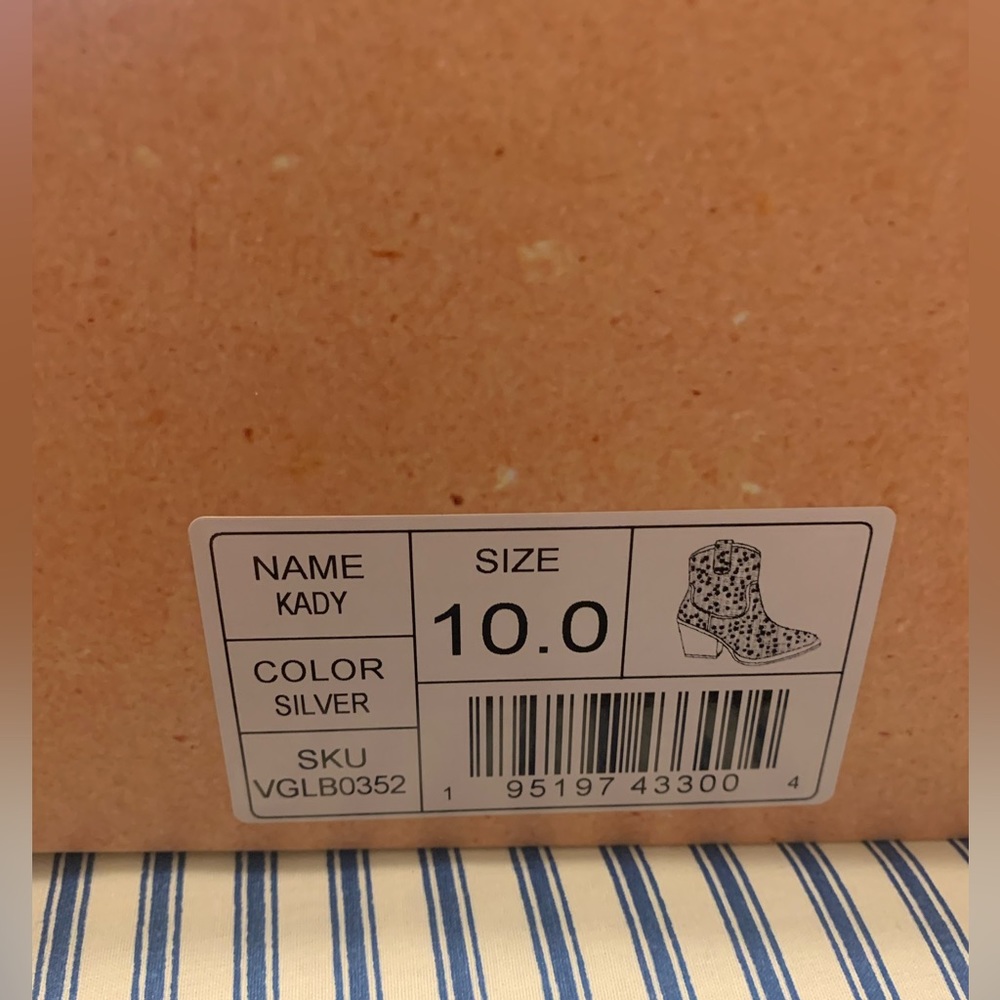 NAME
KADY
COLOR
SILVER
SKU
VGLB0352
SIZE
10.0
1 95197 43300 4